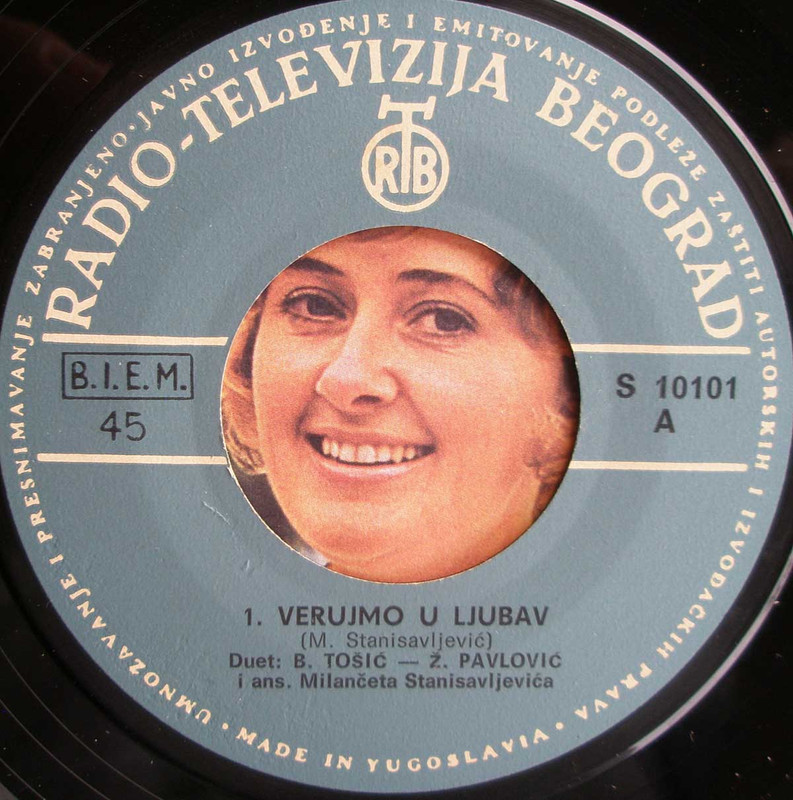 UMNOŽAVANJE I PRESNIMAVANJE ZABRANJENO • JAVNO IZVOĐENJE I EMITOVANJE PODLEŽE ZAŠTITI AUTORSKIH I IZVOĐAČKIH PRAVA •
RADIO-TELEVIZIJA BEOGRAD
RTB
B.I.E.M.
45
S 10101
A
1. VERUJMO U LJUBAV
(M. Stanisavljević)
Duet: B. TOŠIĆ — Ž. PAVLOVIĆ
i ans. Milančeta Stanisavljevića
• MADE IN YUGOSLAVIA •